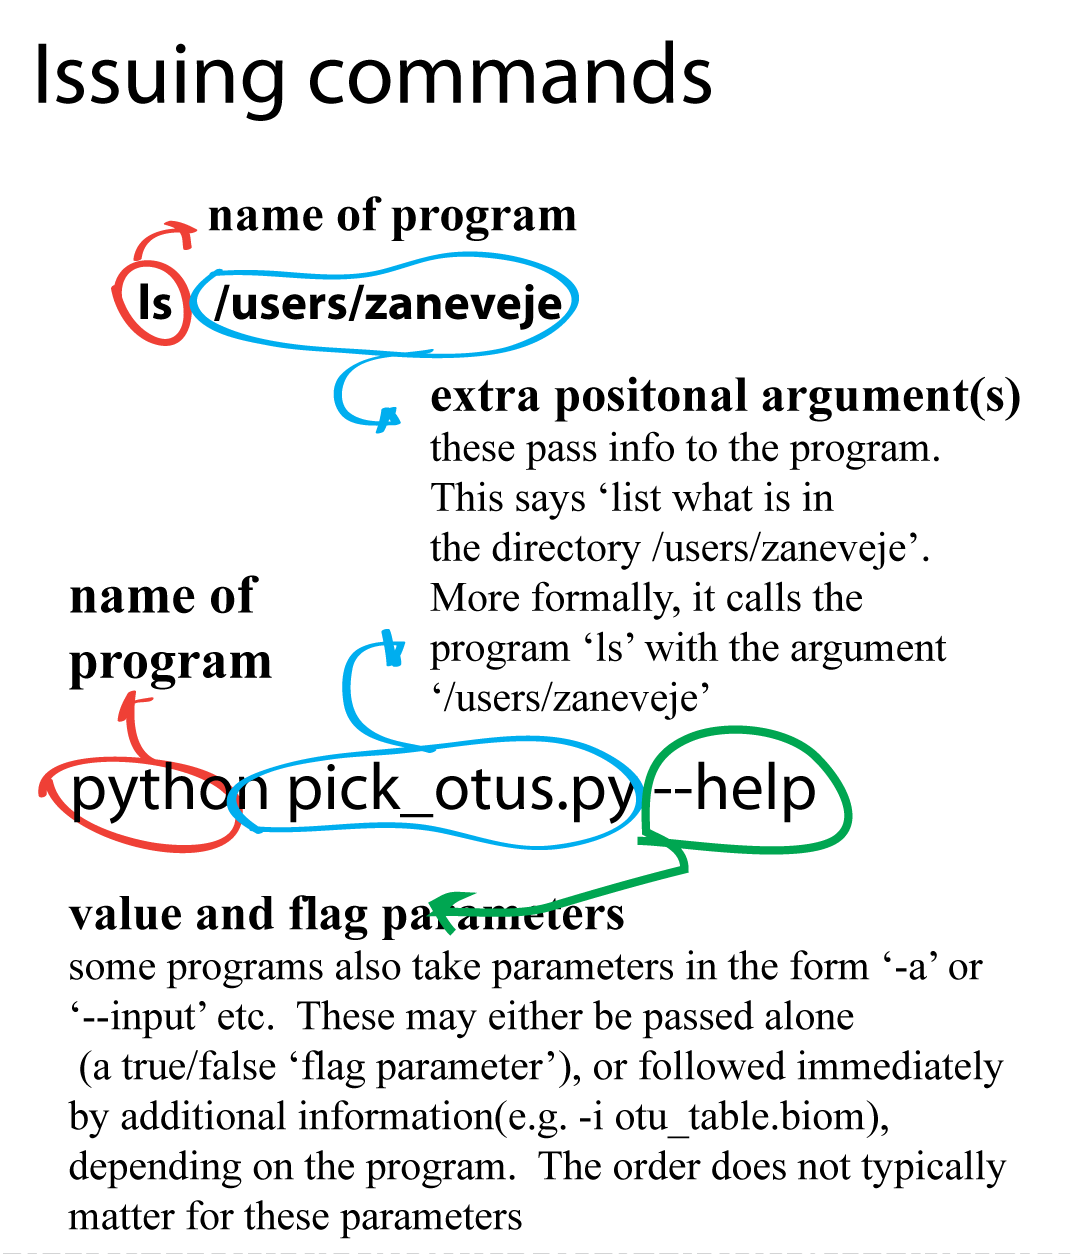 Issuing commands
name of program
ls /users/zaneveje
extra positonal argument(s)
these pass info to the program.
This says ‘list what is in
the directory /users/zaneveje’.
More formally, it calls the
program ‘ls’ with the argument
‘/users/zaneveje’
name of
program
python pick_otus.py --help
value and flag parameters
some programs also take parameters in the form ‘-a’ or
‘--input’ etc.  These may either be passed alone
(a true/false ‘flag parameter’), or followed immediately
by additional information(e.g. -i otu_table.biom),
depending on the program.  The order does not typically
matter for these parameters